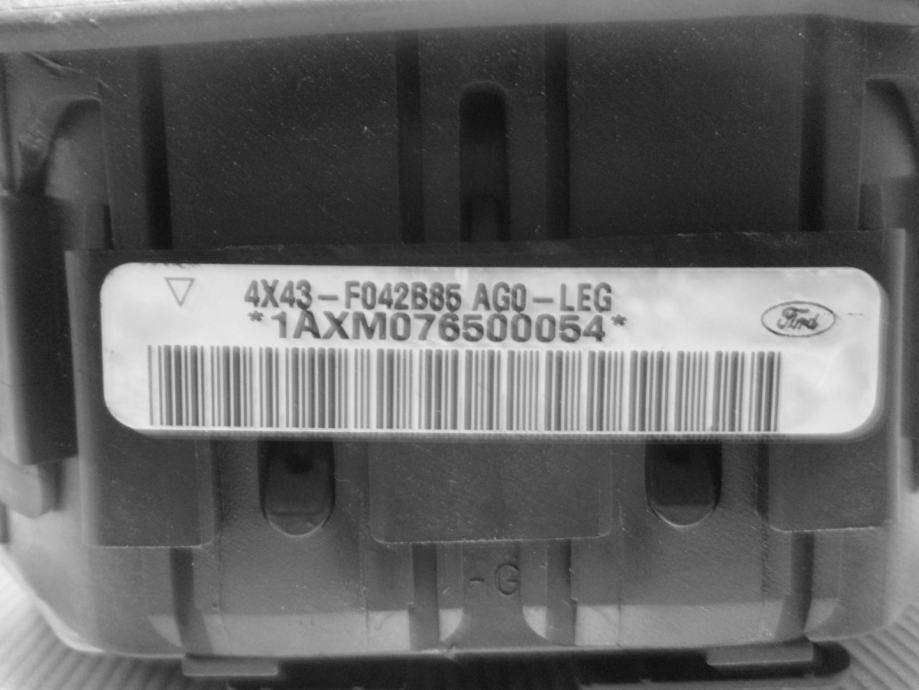 4X43-F042B85 AG0-LEG
*1AXM076500054*
Ford
-G